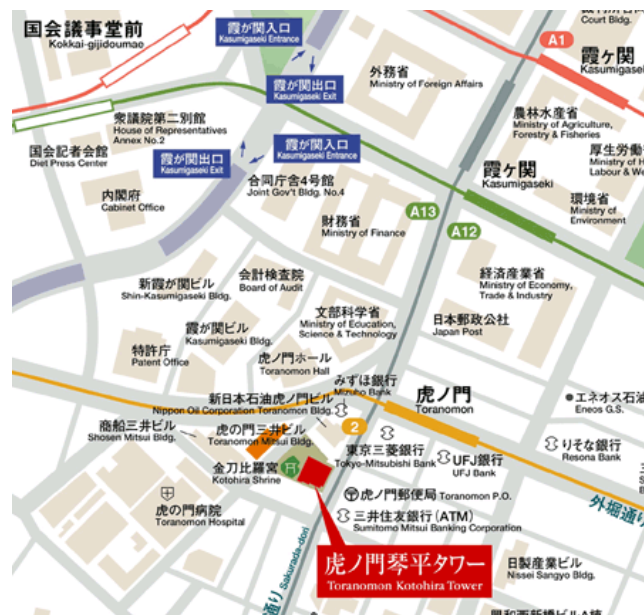 国会議事堂前
Kokkai-gijidoumae
霞が関入口
Kasumigaseki Entrance
Court Bldg.
A1
霞ヶ関
Kasumigaseki
外務省
Ministry of Foreign Affairs
霞が関出口
Kasumigaseki Exit
衆議院第二別館
House of Representatives
Annex No.2
農林水産省
Ministry of Agriculture,
Forestry & Fisheries
霞が関入口
Kasumigaseki Entrance
国会記者会館
Diet Press Center
霞が関出口
Kasumigaseki Exit
厚生労働
Labour & We
霞ヶ関
Kasumigaseki
合同庁舎4号館
Joint Gov't Bldg. No.4
内閣府
Cabinet Office
環境省
Ministry of
Environment
A13
A12
財務省
Ministry of Finance
会計検査院
Board of Audit
経済産業省
Ministry of Economy,
Trade & Industry
新霞が関ビル
Shin-Kasumigaseki Bldg.
文部科学省
Ministry of Education,
Science & Technology
日本郵政公社
Japan Post
霞が関ビル
Kasumigaseki Bldg.
特許庁
Patent Office
虎ノ門ホール
Toranomon Hall
みずほ銀行
Mizuho Bank
虎ノ門
Toranomon
新日本石油虎ノ門ビル
Nippon Oil Corporation Toranomon Bldg.
エネオス石
Eneos G.S.
商船三井ビル
Shosen Mitsui Bldg.
虎の門三井ビル
Toranomon Mitsui Bldg.
2
東京三菱銀行
Tokyo-Mitsubishi Bank
りそな銀行
Resona Bank
UFJ銀行
UFJ Bank
金刀比羅宮
Kotohira Shrine
虎ノ門郵便局 Toranomon P.O.
虎の門病院
Toranomon Hospital
三井住友銀行(ATM)
Sumitomo Mitsui Banking Corporation
外堀通り
虎ノ門琴平タワー
Toranomon Kotohira Tower
日製産業ビル
Nissei Sangyo Bldg.
通り Sakurada-dori